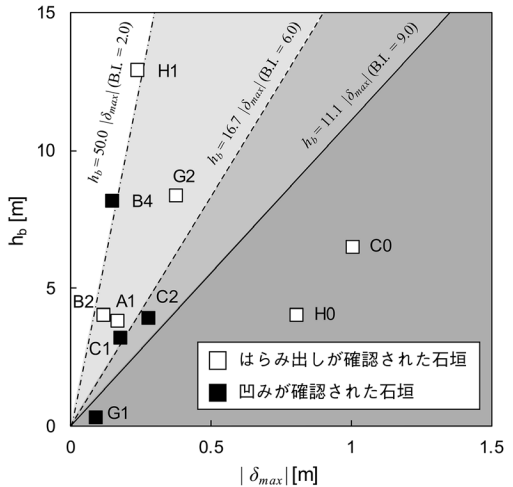 15
10
5
0
h_b [m]
0
0.5
1
1.5
| δ_max | [m]
h_b = 50.0 |δ_max| (B.I. = 2.0)
h_b = 16.7 |δ_max| (B.I. = 6.0)
h_b = 11.1 |δ_max| (B.I. = 9.0)
H1
G2
B4
C0
B2
A1
C2
H0
C1
G1
はらみ出しが確認された石垣
凹みが確認された石垣